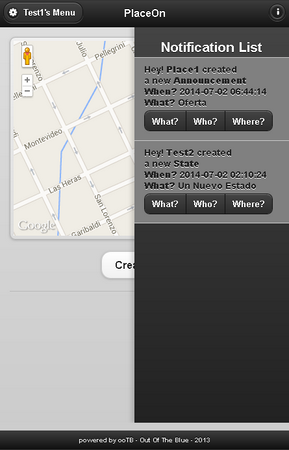 Test1's Menu
PlaceOn
i
Notification List
Hey! Place1 created
a new Announcement
When? 2014-07-02 06:44:14
What? Oferta
What? Who? Where?
Hey! Test2 created
a new State
When? 2014-07-02 02:10:24
What? Un Nuevo Estado
What? Who? Where?
Julio
Pellegrini
Lorenzo
+
-
Montevideo
Las Heras
San Lorenzo
Garibaldi
Google
Crea
powered by ooTB - Out Of The Blue - 2013